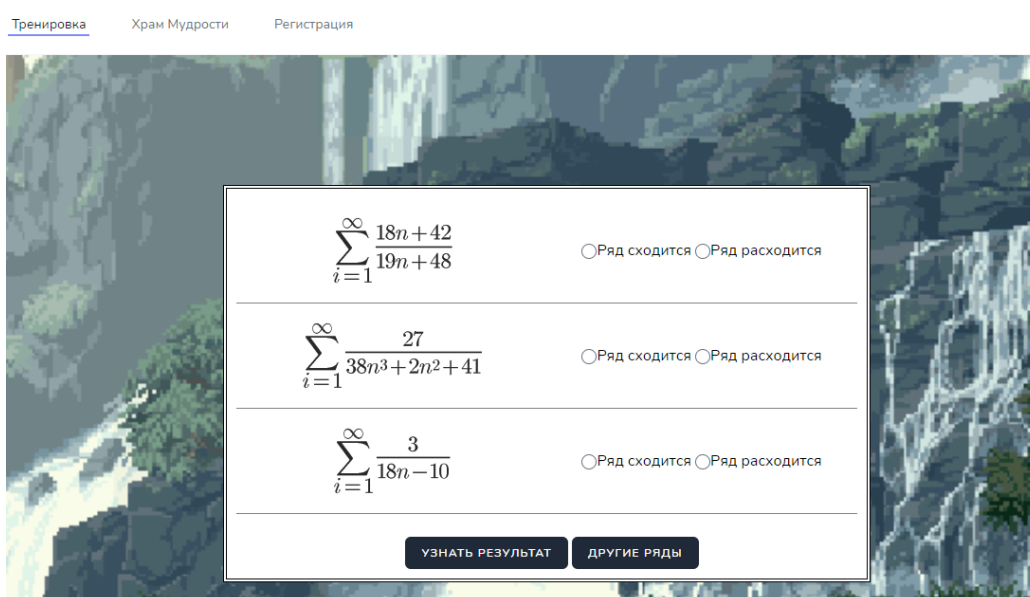 Тренировка Храм Мудрости Регистрация
∞
∑ (18n+42)/(19n+48) Ряд сходится Ряд расходится
i=1
∞
∑ 27/(38n³+2n²+41) Ряд сходится Ряд расходится
i=1
∞
∑ 3/(18n−10) Ряд сходится Ряд расходится
i=1
УЗНАТЬ РЕЗУЛЬТАТ ДРУГИЕ РЯДЫ